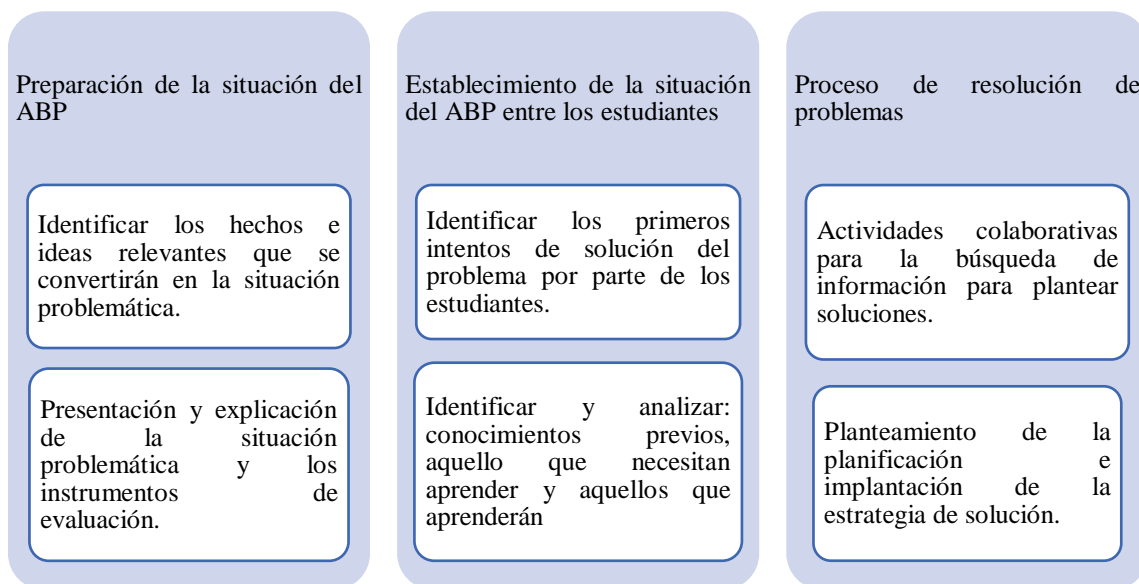 Preparación de la situación del
ABP
Identificar los hechos e
ideas relevantes que se
convertirán en la situación
problemática.
Presentación y explicación
de la situación
problemática y los
instrumentos de
evaluación.
Establecimiento de la situación
del ABP entre los estudiantes
Identificar los primeros
intentos de solución del
problema por parte de los
estudiantes.
Identificar y analizar:
conocimientos previos,
aquello que necesitan
aprender y aquellos que
aprenderán
Proceso de resolución de
problemas
Actividades colaborativas
para la búsqueda de
información para plantear
soluciones.
Planteamiento de la
planificación e
implantación de la
estrategia de solución.